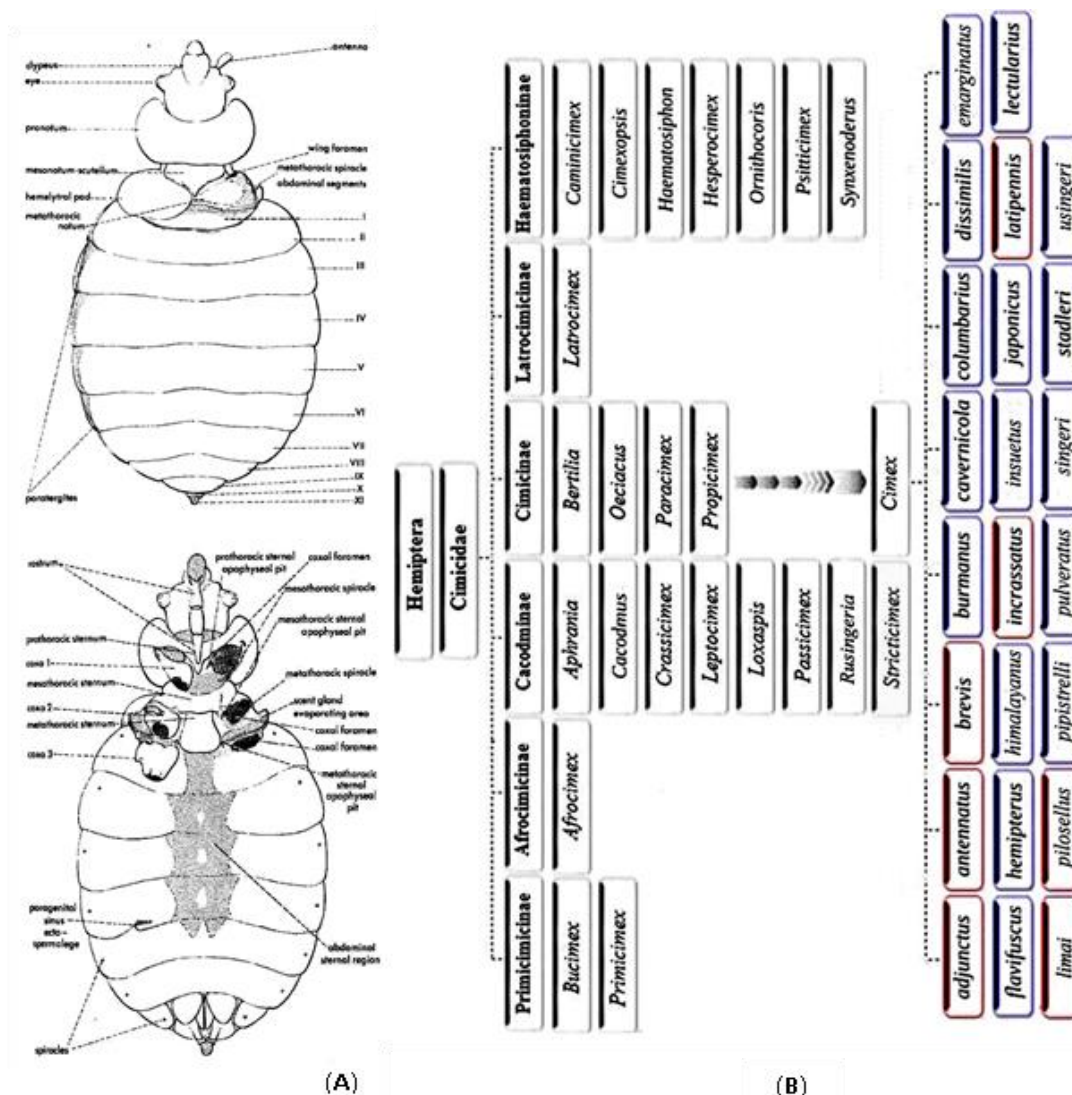 antenna
clypeus
eye
pronotum
wing foramen
mesonotum-scutellum
metathoracic spiracle
abdominal segments
hemelytral pad
metathoracic
notum
I
II
III
IV
V
VI
VII
VIII
IX
X
XI
paratergites
rostrum
prothoracic sternal
apophyseal pit
coxal foramen
mesothoracic spiracle
mesothoracic sternal
apophyseal pit
prothoracic sternum
coxa 1
mesothoracic sternum
metathoracic spiracle
coxa 2
scent gland
evaporating area
metathoracic sternum
coxal foramen
coxal foramen
coxa 3
metathoracic
sternal
apophyseal
pit
paragenital
sinus
ecto-
spermalege
abdominal
sternal region
spiracles
(A)
Hemiptera
Cimicidae
Primicimicinae
Afrocimicinae
Cacodminae
Cimicinae
Latrocimicinae
Haematosiphoninae
Bucimex
Primicimex
Afrocimex
Aphrania
Cacodmus
Crassicimex
Leptocimex
Loxaspis
Passicimex
Rusingeria
Stricticimex
Bertilia
Oeciacus
Paracimex
Propicimex
Cimex
Latrocimex
Caminicimex
Cimexopsis
Haematosiphon
Hesperocimex
Ornithocoris
Psitticimex
Synxenoderus
adjunctus
antennatus
brevis
burmanus
cavernicola
columbarius
dissimilis
emarginatus
flavifuscus
hemipterus
himalayanus
incrassatus
insuetus
japonicus
latipennis
lectularius
limai
pilosellus
pipistrelli
pulveratus
singeri
stadleri
usingeri
(B)